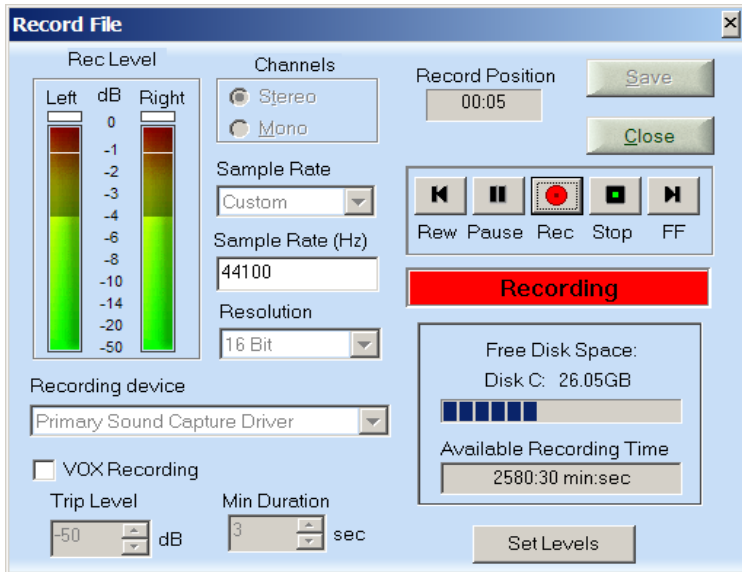 Record File
Rec Level
Left dB Right
0
-1
-2
-3
-4
-6
-8
-10
-14
-20
-50
Channels
Stereo
Mono
Sample Rate
Custom
Sample Rate (Hz)
44100
Resolution
16 Bit
Recording device
Primary Sound Capture Driver
VOX Recording
Trip Level
-50 dB
Min Duration
3 sec
Record Position
00:05
Save
Close
Rew Pause Rec Stop FF
Recording
Free Disk Space:
Disk C: 26.05GB
Available Recording Time
2580:30 min:sec
Set Levels